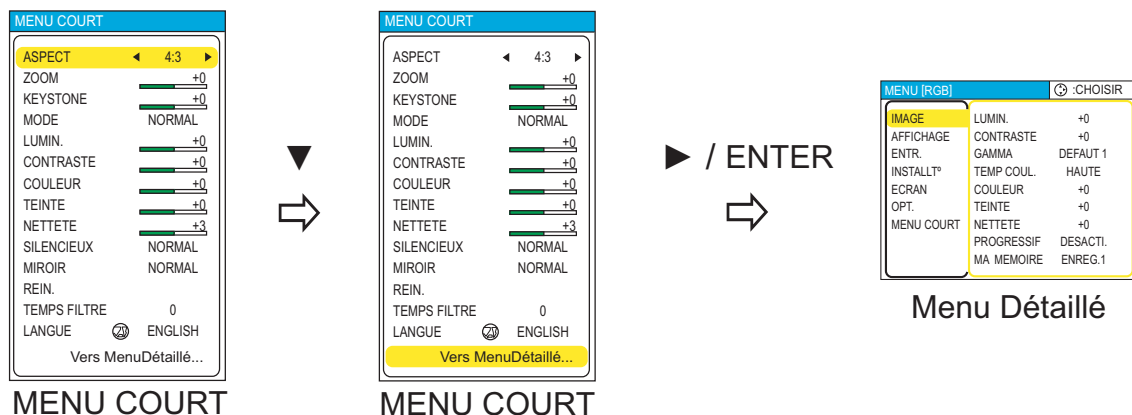 MENU COURT
ASPECT ◀ 4:3 ▶
ZOOM +0
KEYSTONE +0
MODE NORMAL
LUMIN. +0
CONTRASTE +0
COULEUR +0
TEINTE +0
NETTETE +3
SILENCIEUX NORMAL
MIROIR NORMAL
REIN.
TEMPS FILTRE 0
LANGUE ENGLISH
Vers MenuDétaillé...
MENU COURT
▼
MENU COURT
ASPECT ◀ 4:3 ▶
ZOOM +0
KEYSTONE +0
MODE NORMAL
LUMIN. +0
CONTRASTE +0
COULEUR +0
TEINTE +0
NETTETE +3
SILENCIEUX NORMAL
MIROIR NORMAL
REIN.
TEMPS FILTRE 0
LANGUE ENGLISH
Vers MenuDétaillé...
MENU COURT
► / ENTER
MENU [RGB] :CHOISIR
IMAGE LUMIN. +0
AFFICHAGE CONTRASTE +0
ENTR. GAMMA DEFAUT 1
INSTALLTº TEMP COUL. HAUTE
ECRAN COULEUR +0
OPT. TEINTE +0
MENU COURT NETTETE +0
PROGRESSIF DESACTI.
MA MEMOIRE ENREG.1
Menu Détaillé